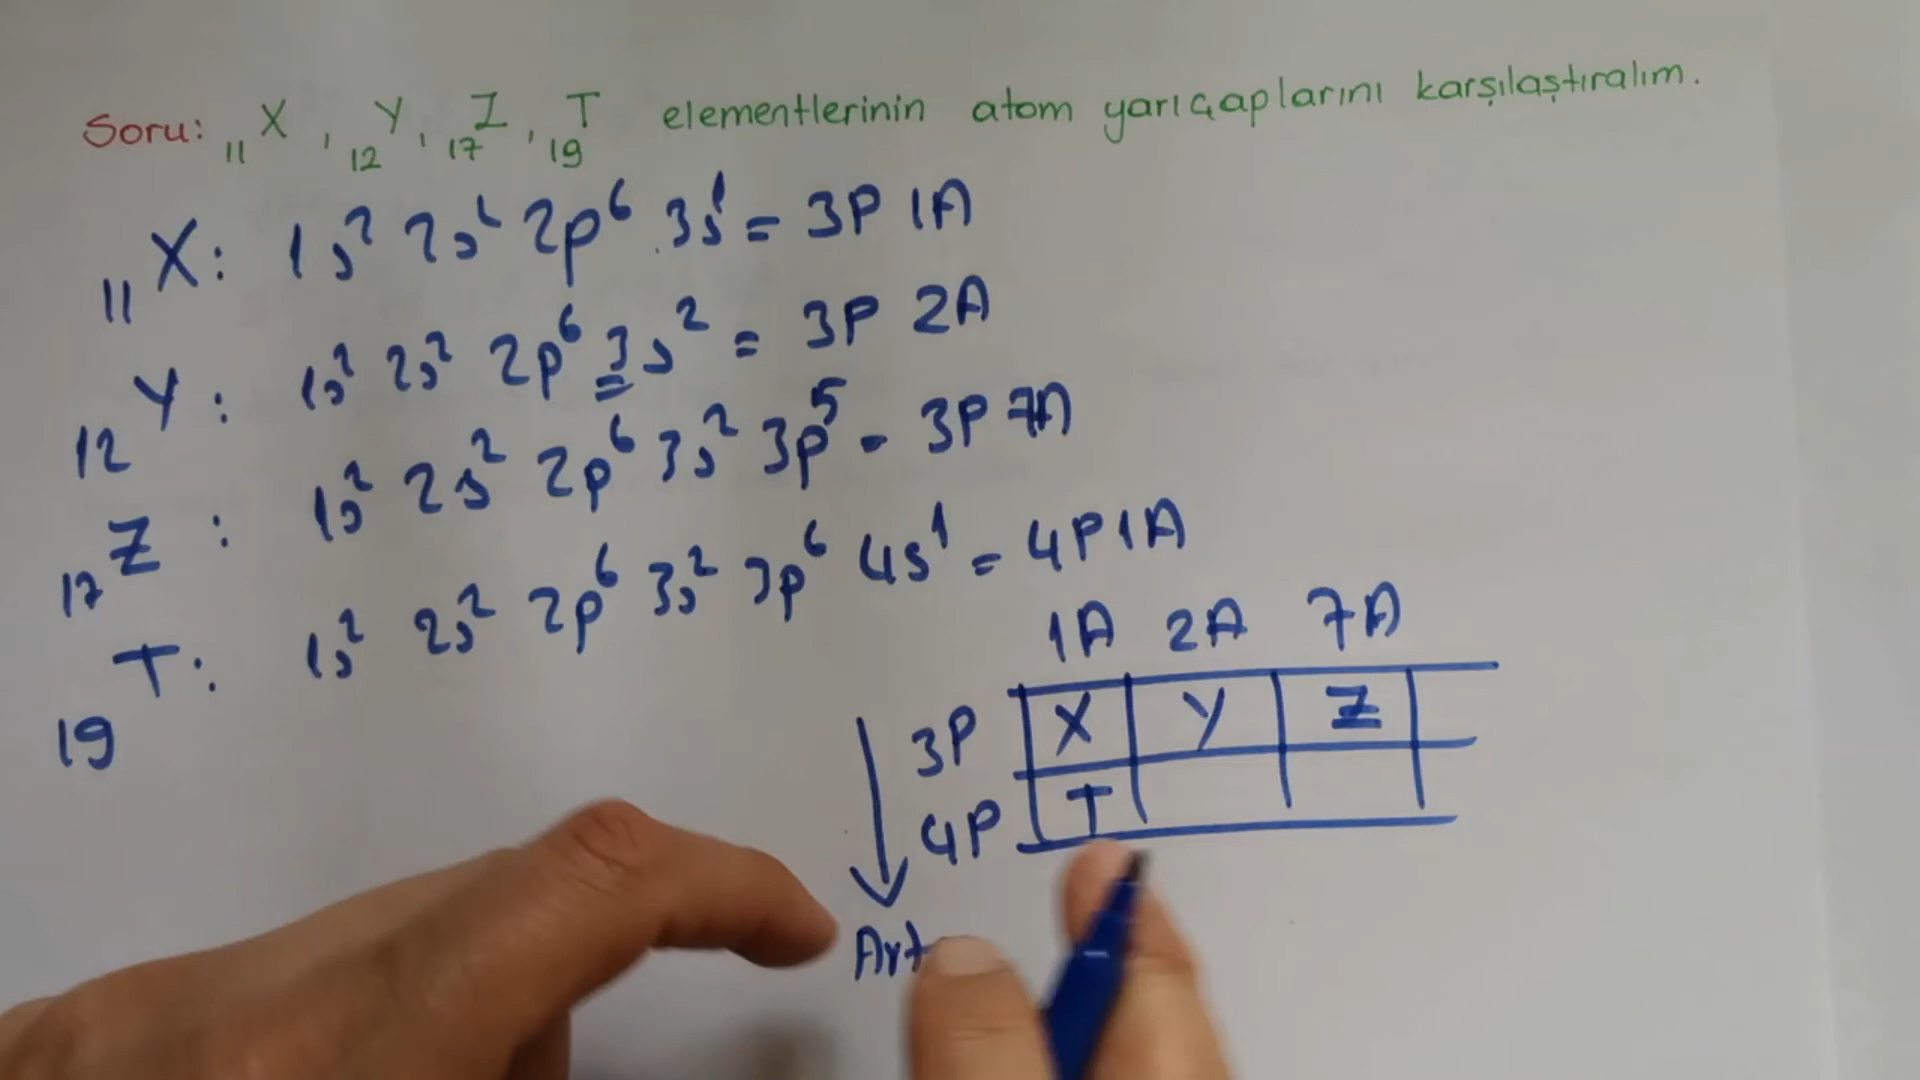 Soru: ₁₁X, ₁₂Y, ₁₇Z, ₁₉T elementlerinin atom yarıçaplarını karşılaştıralım.
₁₁X: 1s² 2s² 2p⁶ 3s¹ = 3P 1A
₁₂Y: 1s² 2s² 2p⁶ 3s² = 3P 2A
₁₇Z: 1s² 2s² 2p⁶ 3s² 3p⁵ = 3P 7A
₁₉T: 1s² 2s² 2p⁶ 3s² 3p⁶ 4s¹ = 4P 1A
1A 2A 7A
3P X Y Z
4P T
Art